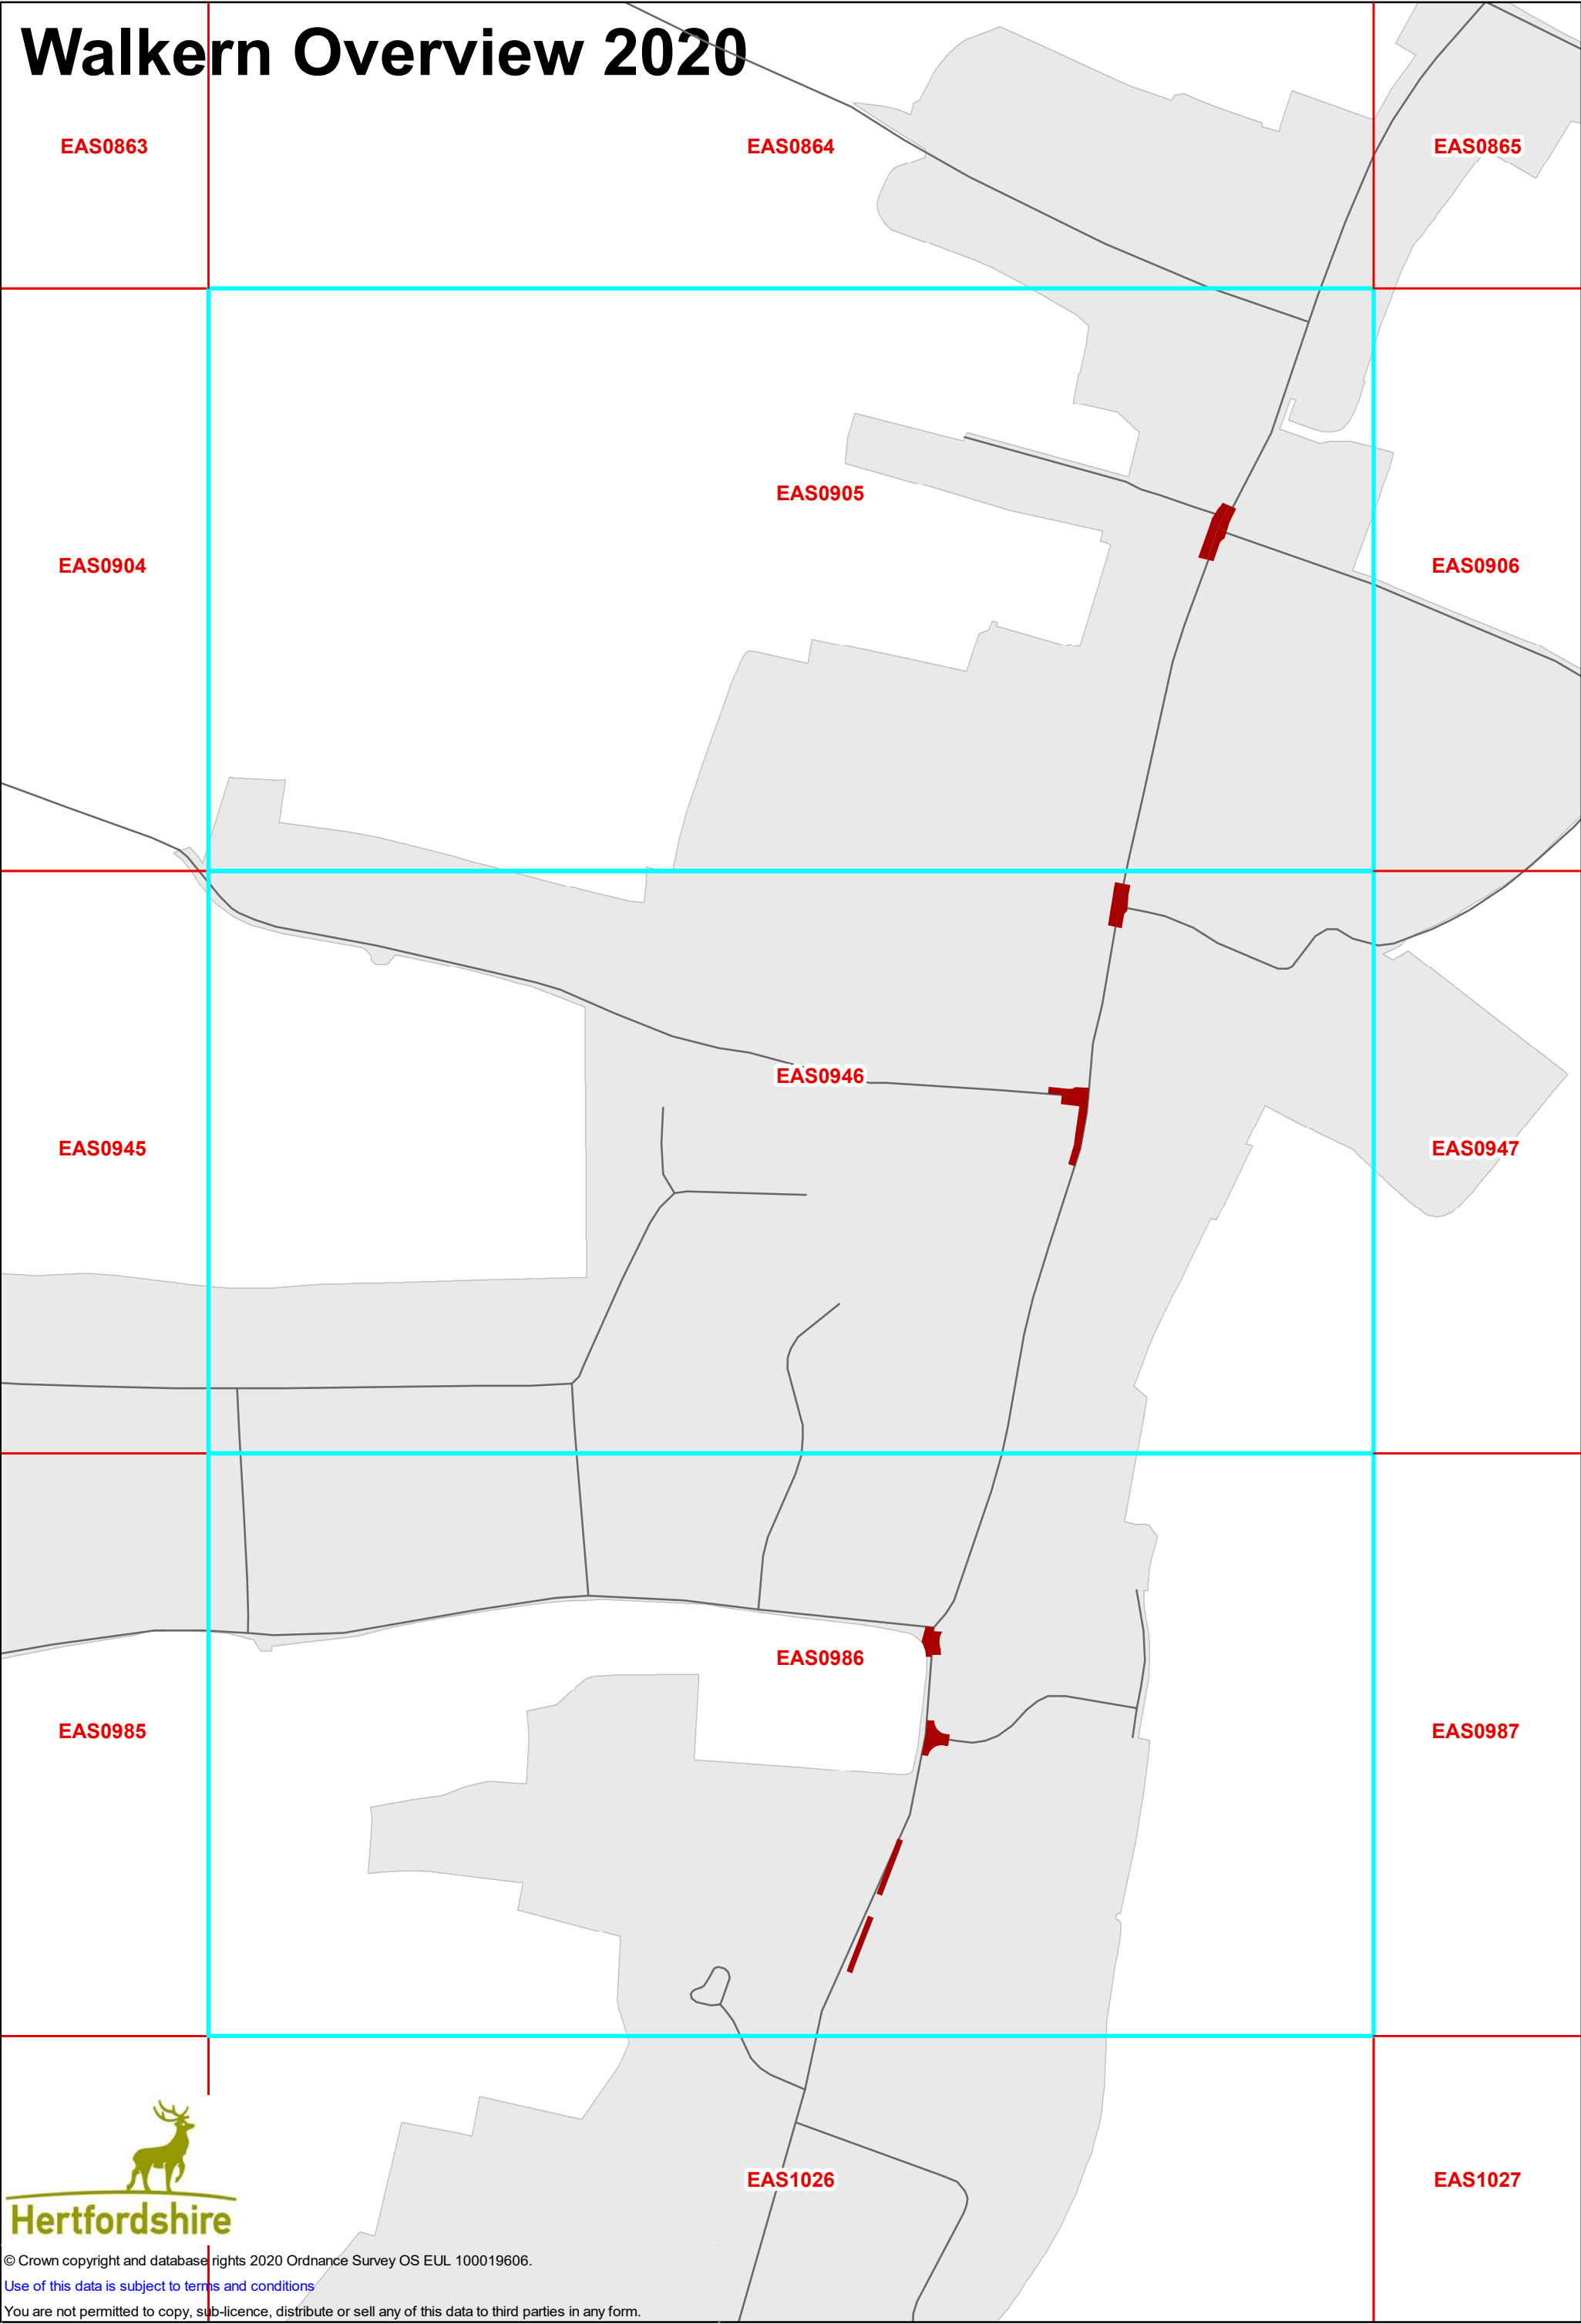 Walkern Overview 2020
EAS0863
EAS0864
EAS0865
EAS0905
EAS0904
EAS0906
EAS0946
EAS0945
EAS0947
EAS0986
EAS0985
EAS0987
EAS1026
EAS1027
Hertfordshire
© Crown copyright and database rights 2020 Ordnance Survey OS EUL 100019606.
Use of this data is subject to terms and conditions
You are not permitted to copy, sub-licence, distribute or sell any of this data to third parties in any form.